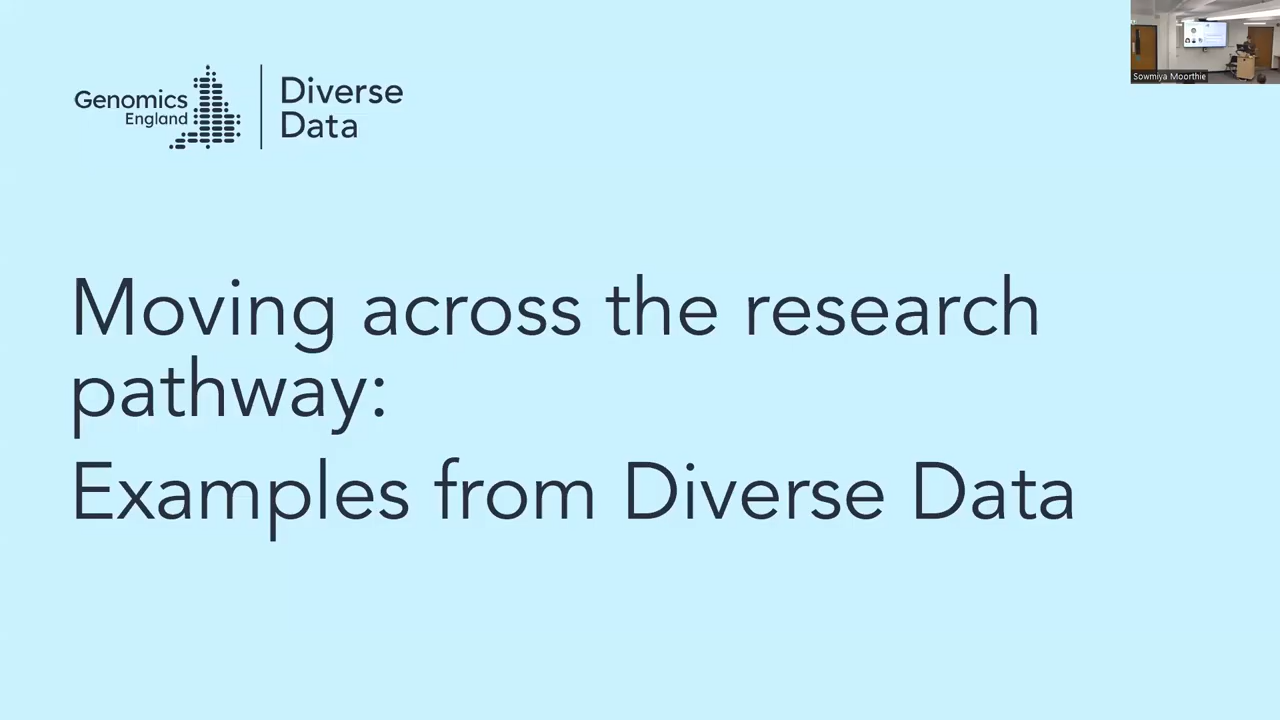 Genomics
England
Diverse
Data
Sowmiya Moorthie
Moving across the research
pathway:
Examples from Diverse Data